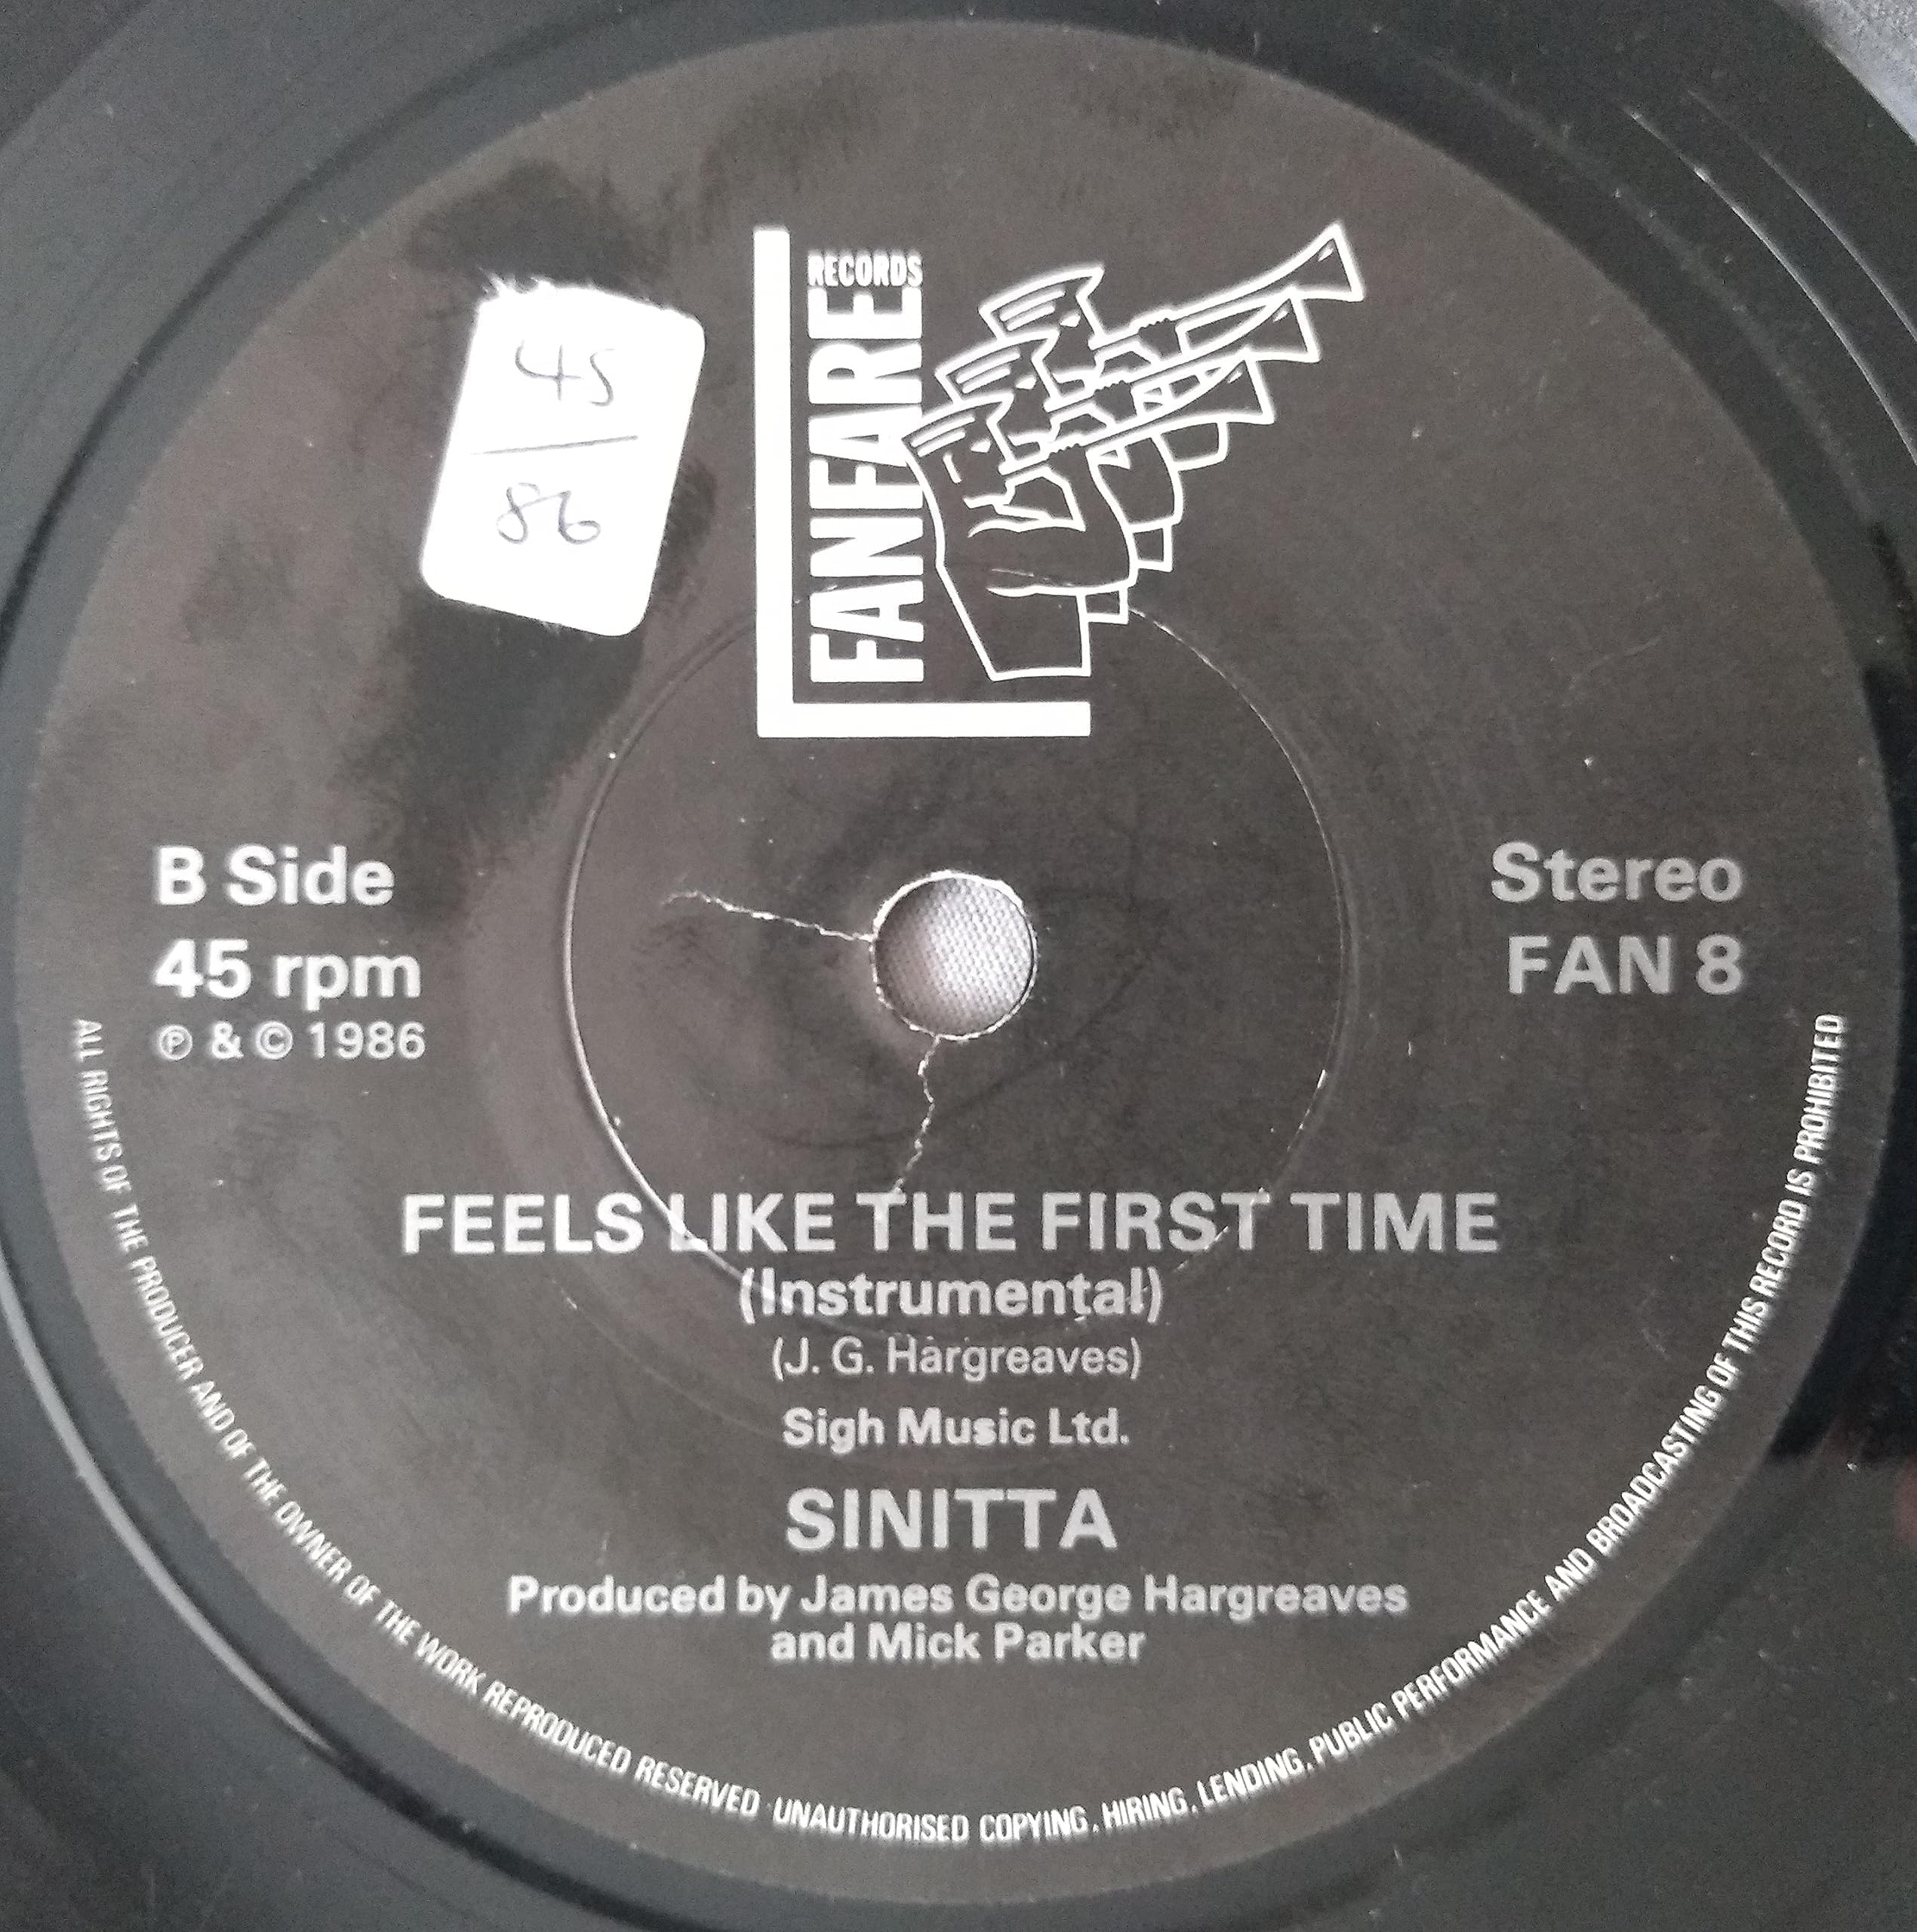 RECORDS
FANFARE
45
86
B Side
45 rpm
℗ & © 1986
Stereo
FAN 8
FEELS LIKE THE FIRST TIME
(Instrumental)
(J. G. Hargreaves)
Sigh Music Ltd.
SINITTA
Produced by James George Hargreaves
and Mick Parker
ALL RIGHTS OF THE PRODUCER AND OF THE OWNER OF THE WORK REPRODUCED RESERVED · UNAUTHORISED COPYING, HIRING, LENDING, PUBLIC PERFORMANCE AND BROADCASTING OF THIS RECORD IS PROHIBITED